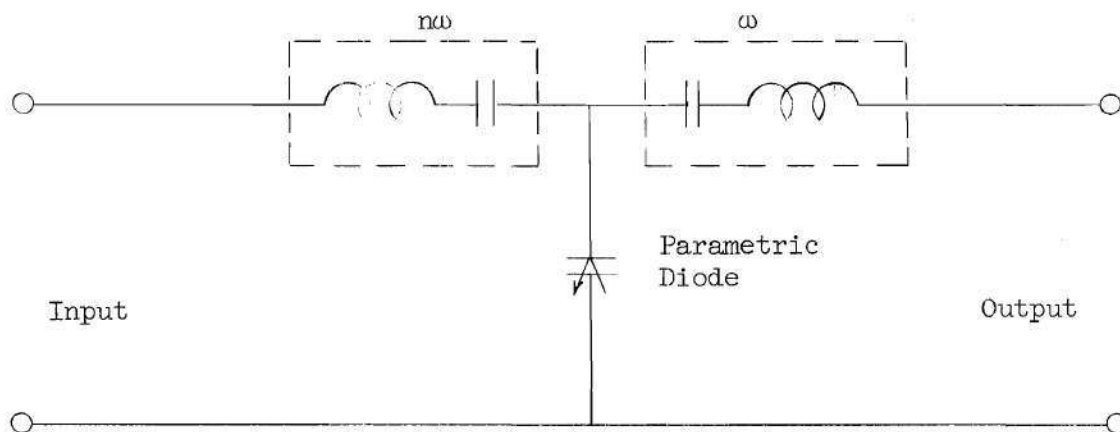 nω
ω
Parametric
Diode
Input
Output